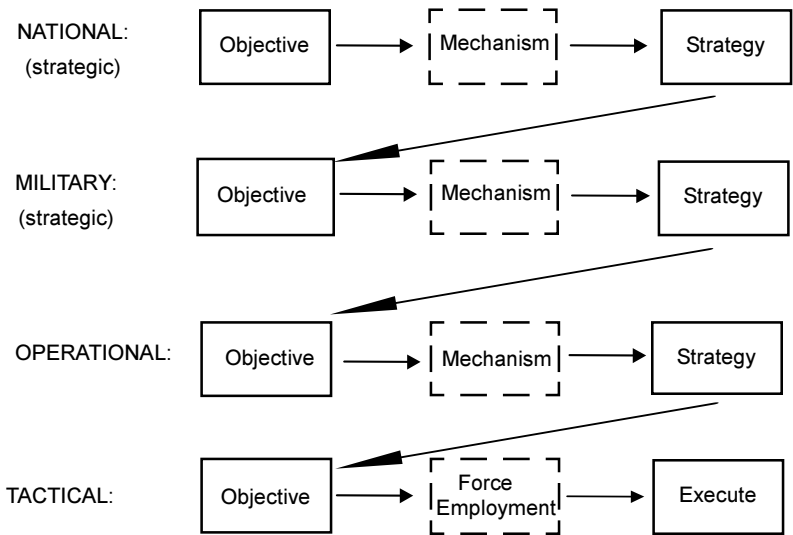 NATIONAL:
(strategic)
Objective
Mechanism
Strategy
MILITARY:
(strategic)
Objective
Mechanism
Strategy
OPERATIONAL:
Objective
Mechanism
Strategy
TACTICAL:
Objective
Force
Employment
Execute